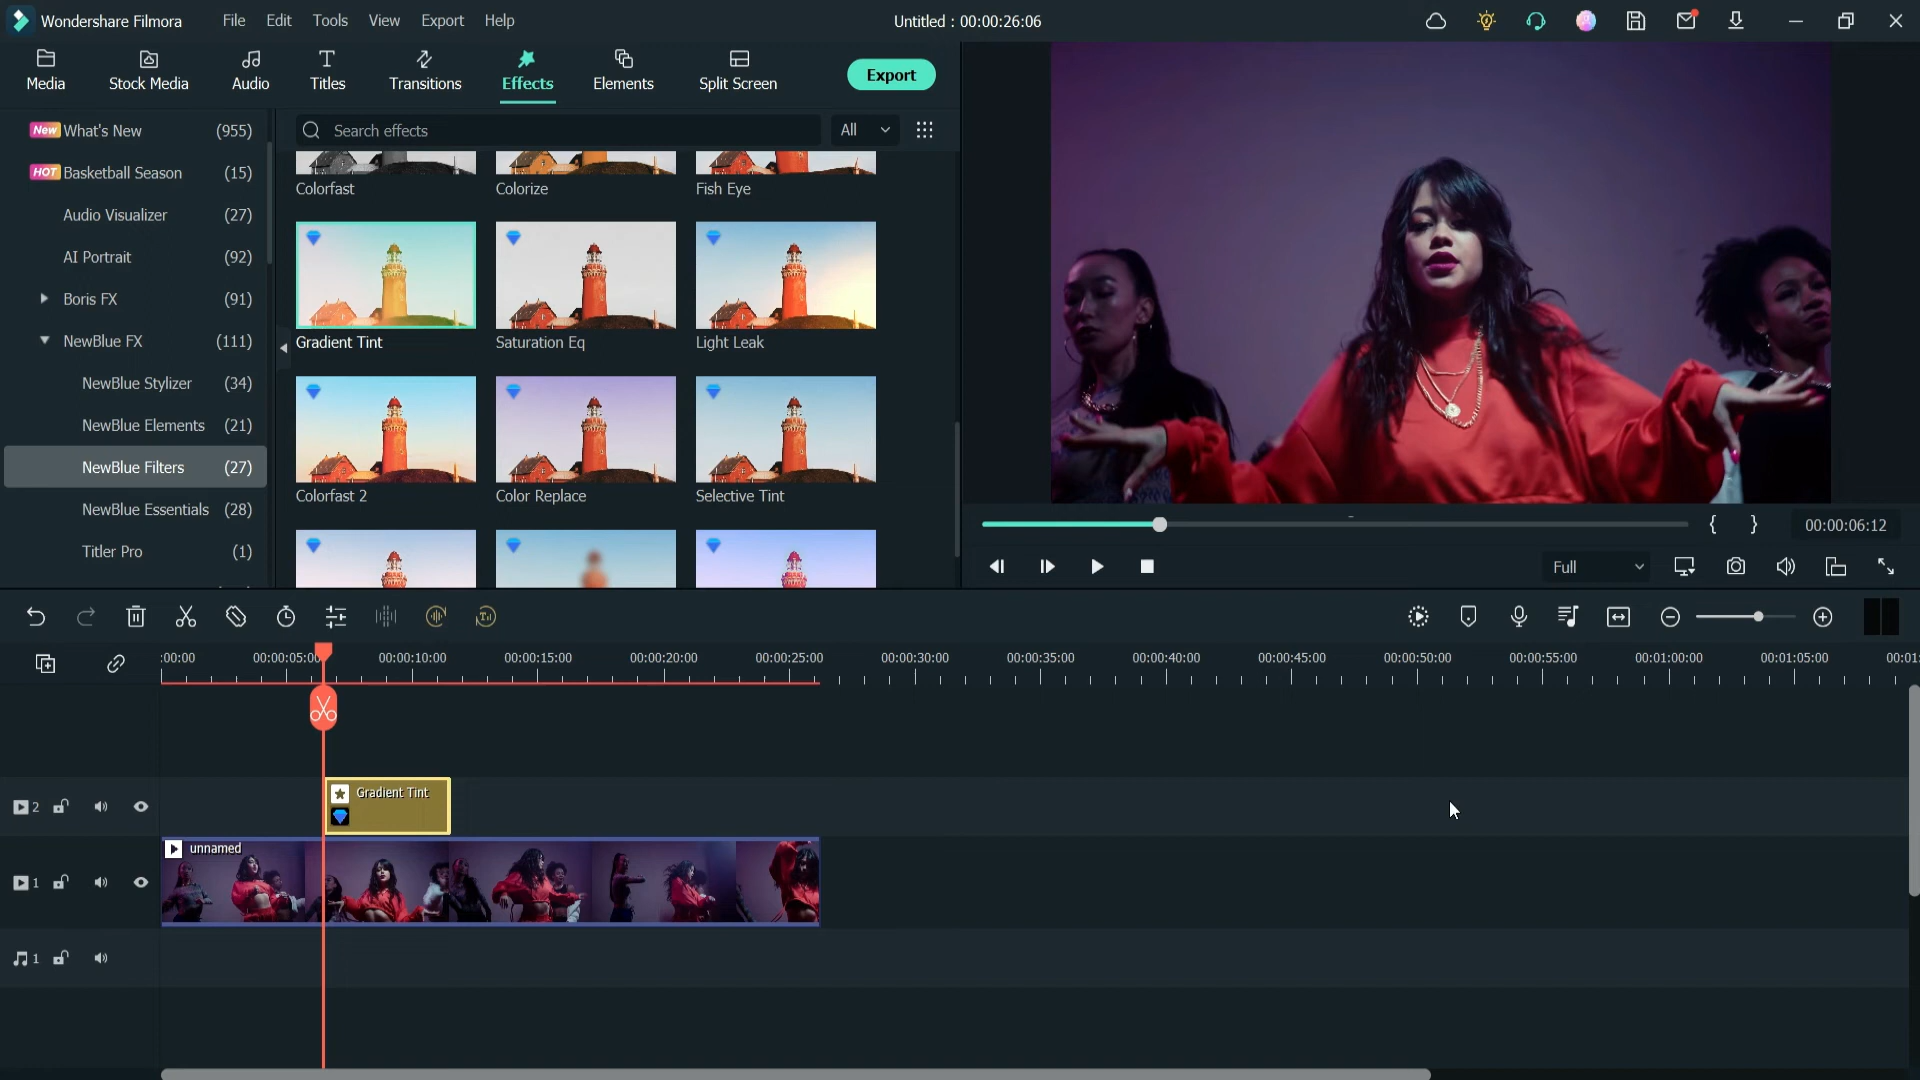 Wondershare Filmora
File Edit Tools View Export Help
Untitled : 00:00:26:06
Media Stock Media Audio Titles Transitions Effects Elements Split Screen
Export
New What's New (955)
HOT Basketball Season (15)
Audio Visualizer (27)
AI Portrait (92)
Boris FX (91)
NewBlue FX (111)
NewBlue Stylizer (34)
NewBlue Elements (21)
NewBlue Filters (27)
NewBlue Essentials (28)
Titler Pro (1)
Search effects
All
Colorfast Colorize Fish Eye
Gradient Tint Saturation Eq Light Leak
Colorfast 2 Color Replace Selective Tint
{ } 00:00:06:12
Full
:00:00 00:00:05:00 00:00:10:00 00:00:15:00 00:00:20:00 00:00:25:00 00:00:30:00 00:00:35:00 00:00:40:00 00:00:45:00 00:00:50:00 00:00:55:00 00:01:00:00 00:01:05:00 00:01:
2
Gradient Tint
unnamed
1
1